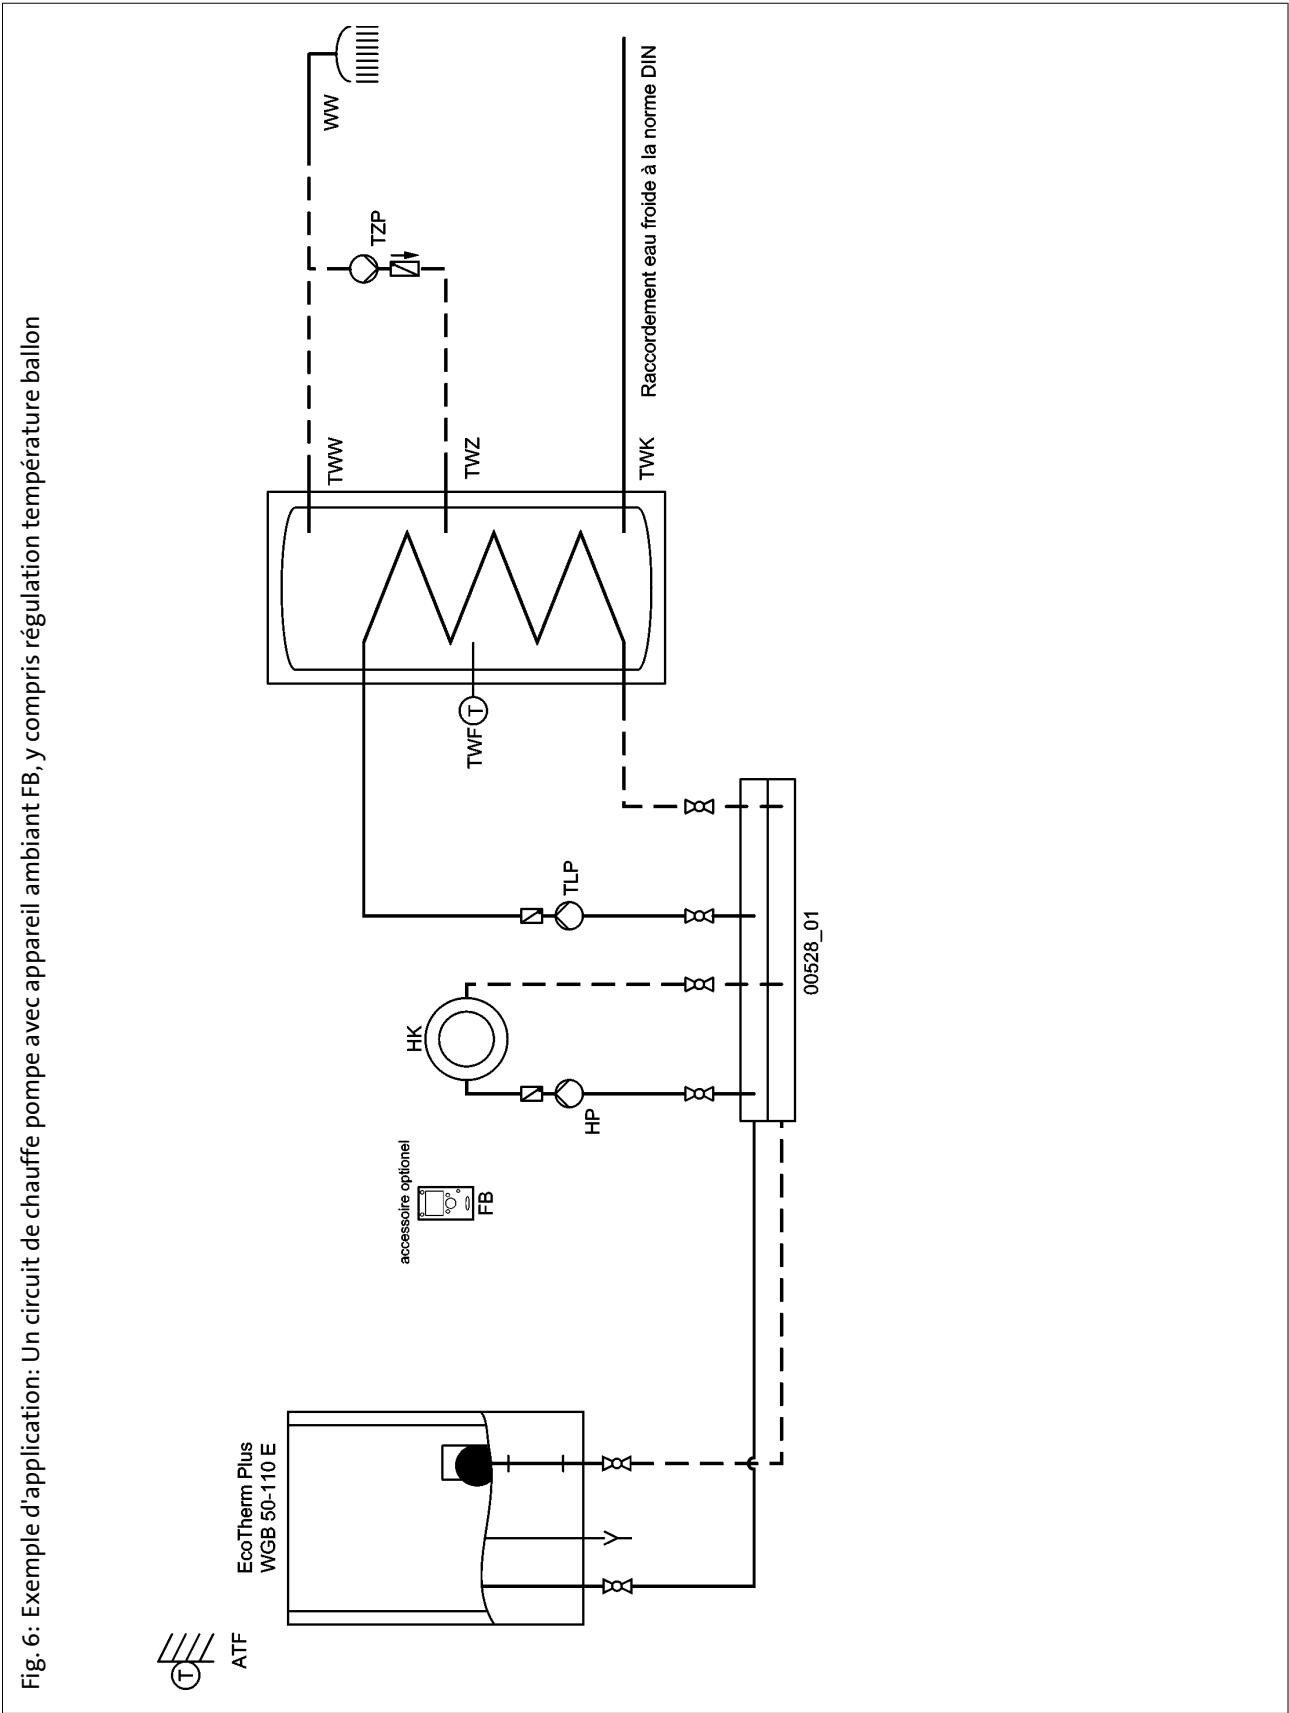 Fig. 6: Exemple d'application: Un circuit de chauffe pompe avec appareil ambiant FB, y compris régulation température ballon
T
ATF
EcoTherm Plus
WGB 50-110 E
accessoire optionel
FB
HK
HP
TLP
00528_01
TWF
T
TWW
TWZ
TWK
TZP
WW
Raccordement eau froide à la norme DIN